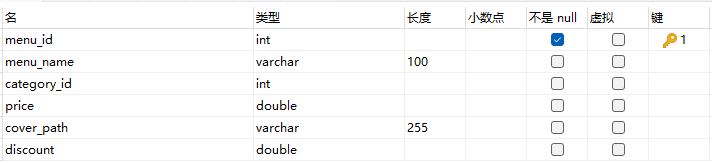 名 类型 长度 小数点 不是 null 虚拟 键
menu_id int 1
menu_name varchar 100
category_id int
price double
cover_path varchar 255
discount double